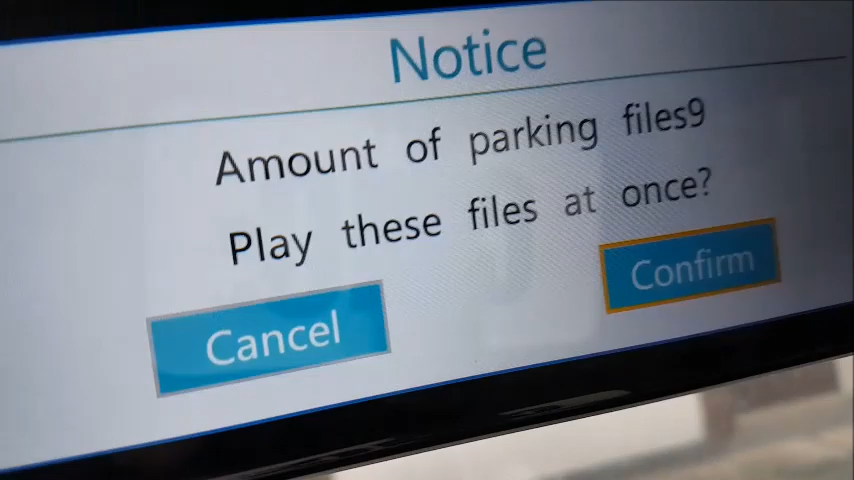 Notice
Amount of parking files9
Play these files at once?
Cancel
Confirm